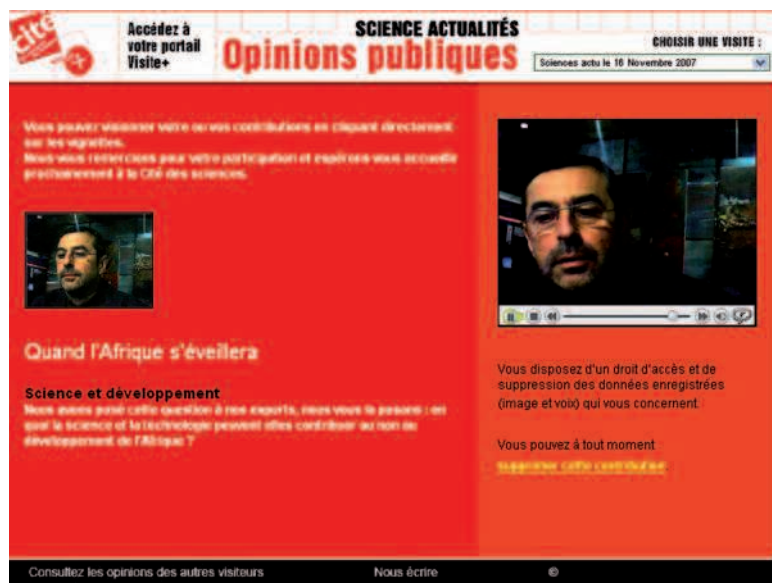 cité
Accédez à
votre portail
Visite+
SCIENCE ACTUALITÉS
Opinions publiques
CHOISIR UNE VISITE :
Sciences actu le 16 Novembre 2007
Vous pouvez visionner votre ou vos contributions en cliquant directement
sur les vignettes.
Nous vous remercions pour votre participation et espérons vous accueillir
prochainement à la Cité des sciences.
Quand l'Afrique s'éveillera
Science et développement
Nous avons posé cette question à nos experts, nous vous la posons : en
quoi la science et la technologie peuvent elles contribuer ou non au
développement de l'Afrique ?
Vous disposez d'un droit d'accès et de
suppression des données enregistrées
(image et voix) qui vous concernent.
Vous pouvez à tout moment
supprimer cette contribution
Consultez les opinions des autres visiteurs
Nous écrire
©